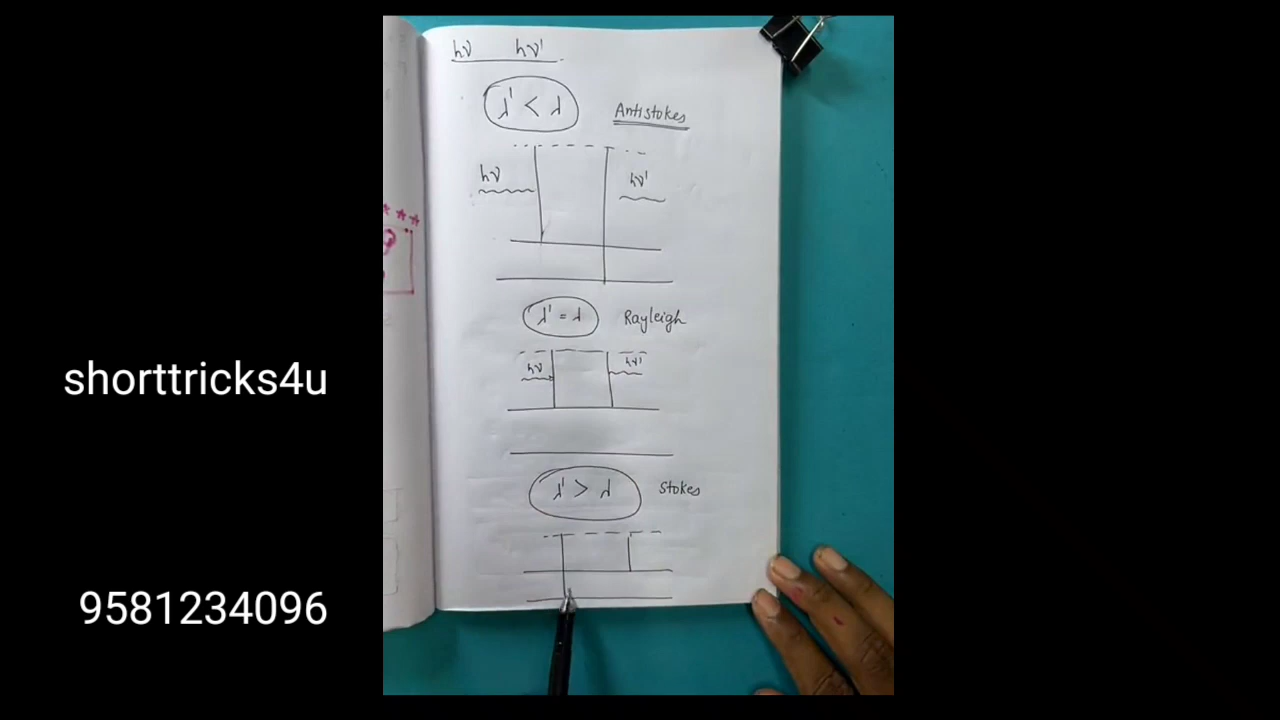 hν hν'
λ' < λ Antistokes
hν hν'
λ' = λ Rayleigh
hν hν'
shorttricks4u
λ' > λ Stokes
9581234096